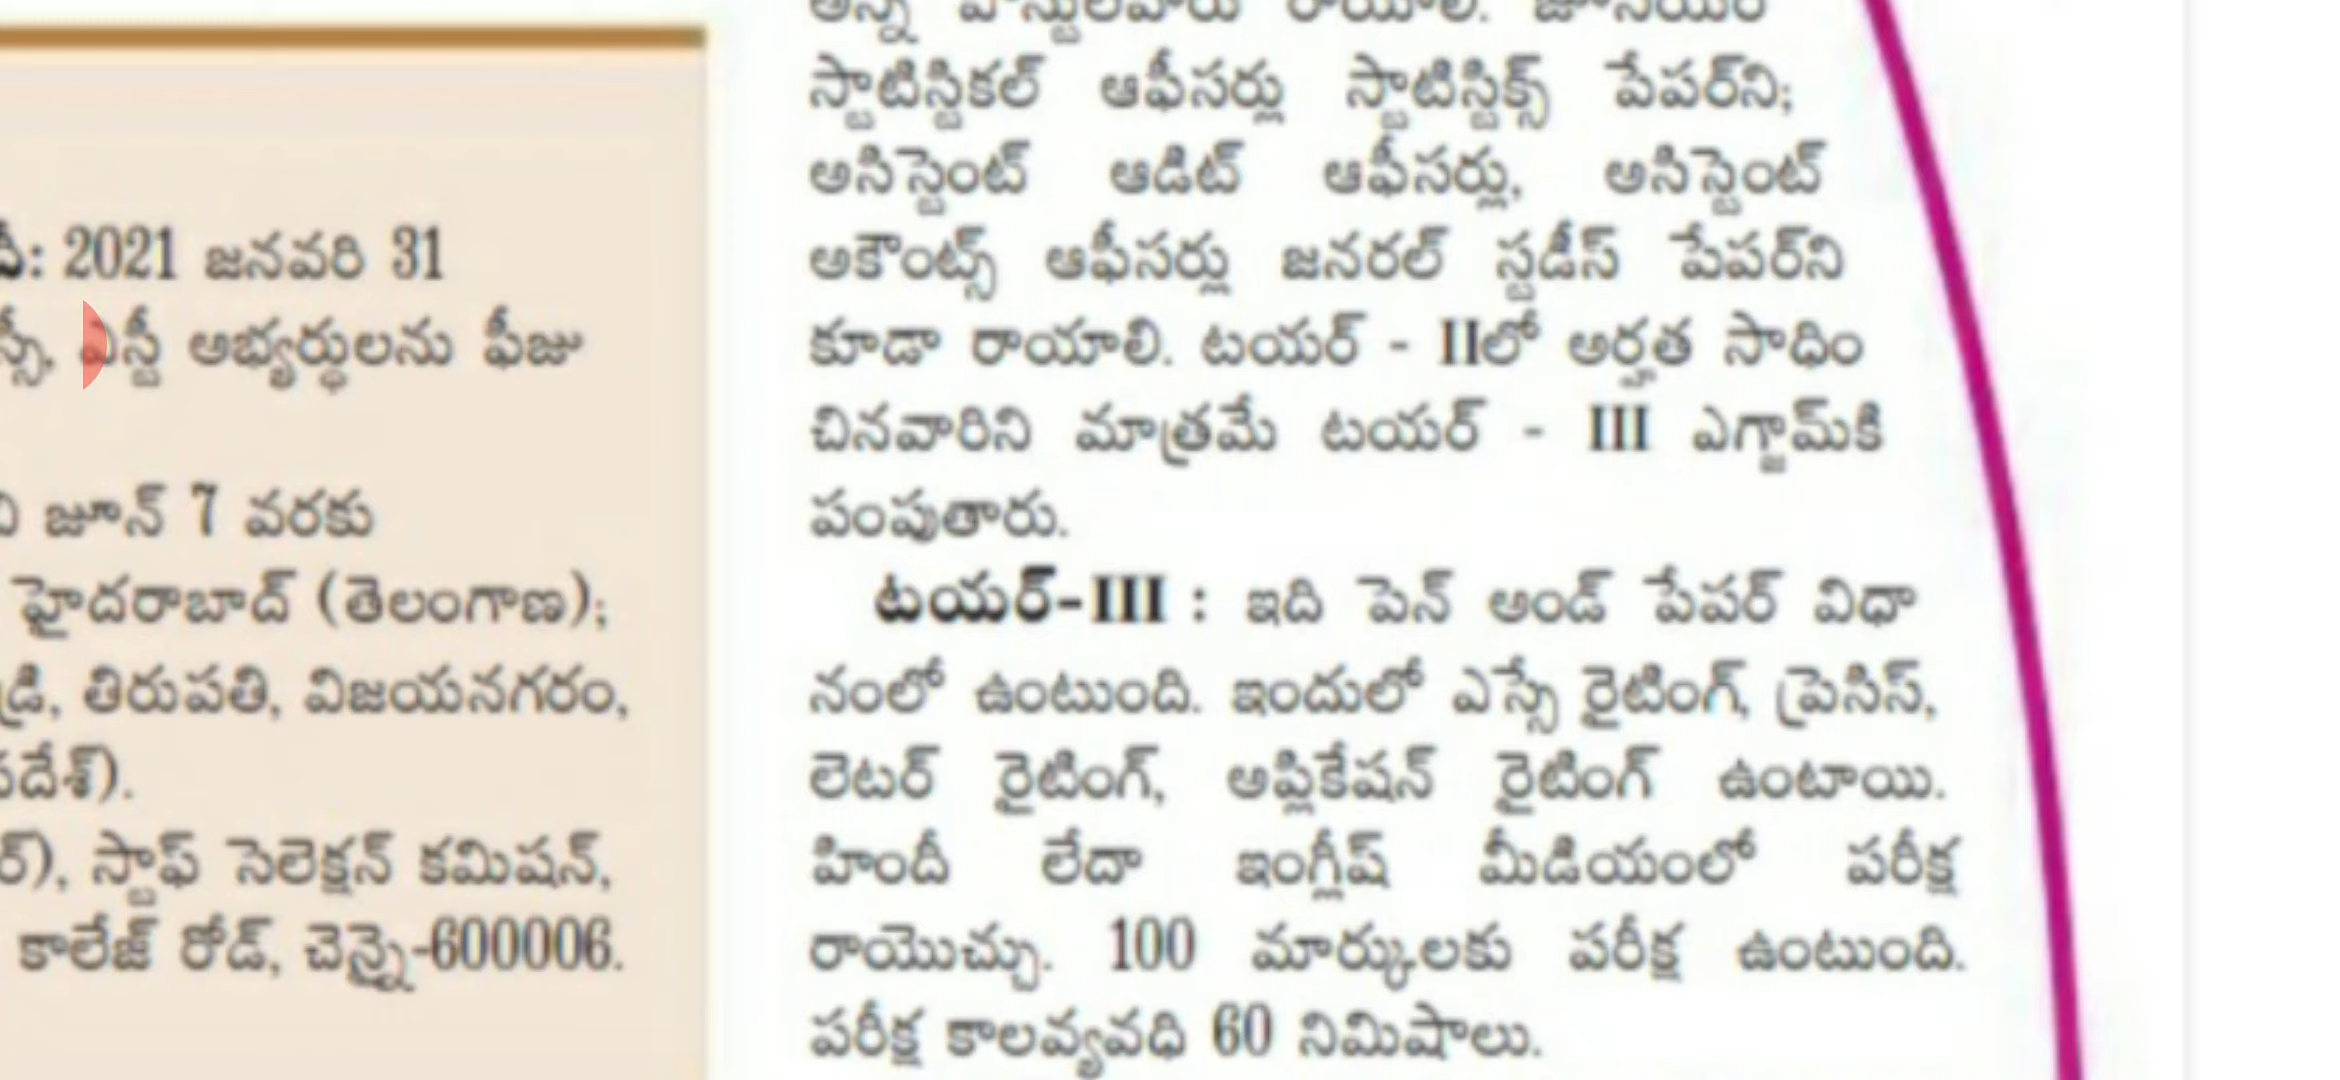 2021 జనవరి 31
ఎస్టీ అభ్యర్థులను ఫీజు
జూన్ 7 వరకు
హైదరాబాద్ (తెలంగాణ);
తిరుపతి, విజయనగరం,
స్టాఫ్ సెలెక్షన్ కమిషన్,
కాలేజ్ రోడ్, చెన్నై-600006.
స్టాటిస్టికల్ ఆఫీసర్లు స్టాటిస్టిక్స్ పేపర్‌ని;
అసిస్టెంట్ ఆడిట్ ఆఫీసర్లు, అసిస్టెంట్
అకౌంట్స్ ఆఫీసర్లు జనరల్ స్టడీస్ పేపర్‌ని
కూడా రాయాలి. టయర్ - IIలో అర్హత సాధిం
చినవారిని మాత్రమే టయర్ - III ఎగ్జామ్‌కి
పంపుతారు.
టయర్-III : ఇది పెన్ అండ్ పేపర్ విధా
నంలో ఉంటుంది. ఇందులో ఎస్సే రైటింగ్, ప్రెసిస్,
లెటర్ రైటింగ్, అప్లికేషన్ రైటింగ్ ఉంటాయి.
హిందీ లేదా ఇంగ్లీష్ మీడియంలో పరీక్ష
రాయొచ్చు. 100 మార్కులకు పరీక్ష ఉంటుంది.
పరీక్ష కాలవ్యవధి 60 నిమిషాలు.